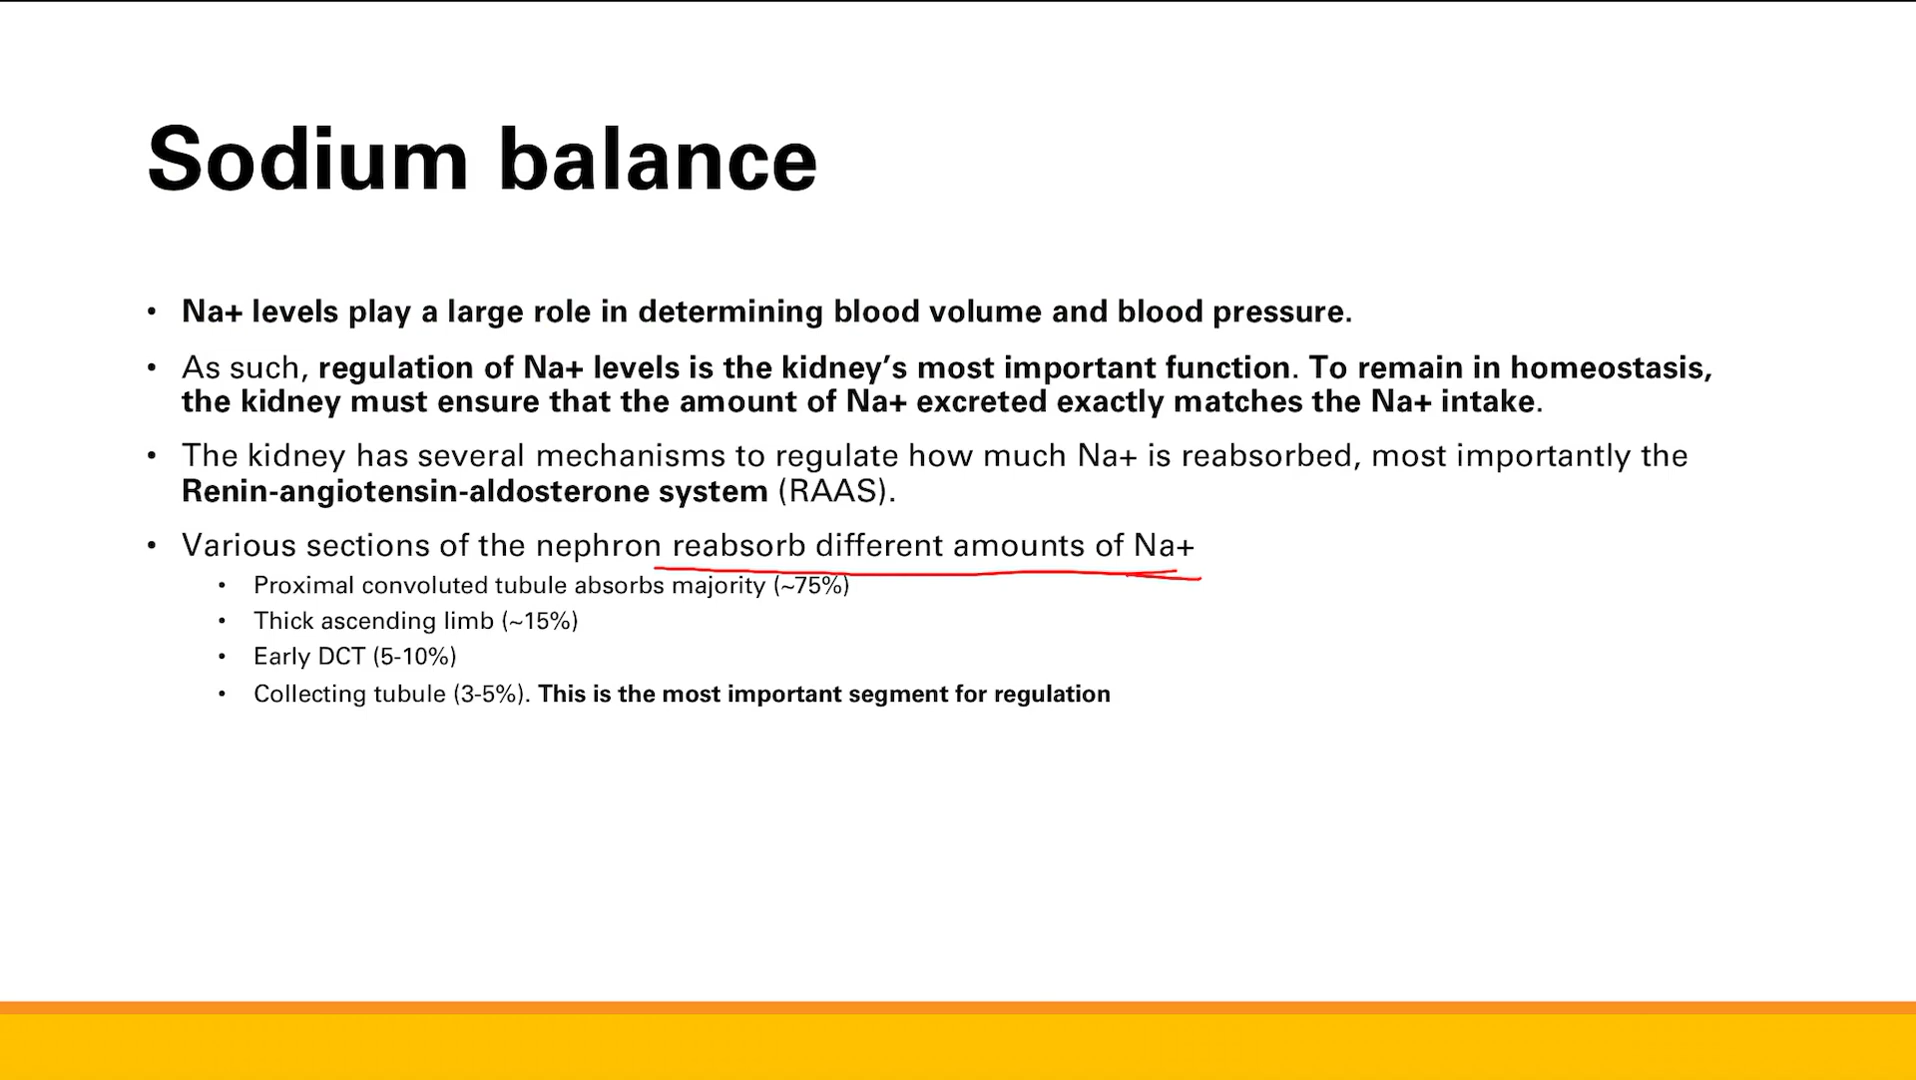 Sodium balance
• Na+ levels play a large role in determining blood volume and blood pressure.
• As such, regulation of Na+ levels is the kidney’s most important function. To remain in homeostasis,
the kidney must ensure that the amount of Na+ excreted exactly matches the Na+ intake.
• The kidney has several mechanisms to regulate how much Na+ is reabsorbed, most importantly the
Renin-angiotensin-aldosterone system (RAAS).
• Various sections of the nephron reabsorb different amounts of Na+
• Proximal convoluted tubule absorbs majority (~75%)
• Thick ascending limb (~15%)
• Early DCT (5-10%)
• Collecting tubule (3-5%). This is the most important segment for regulation